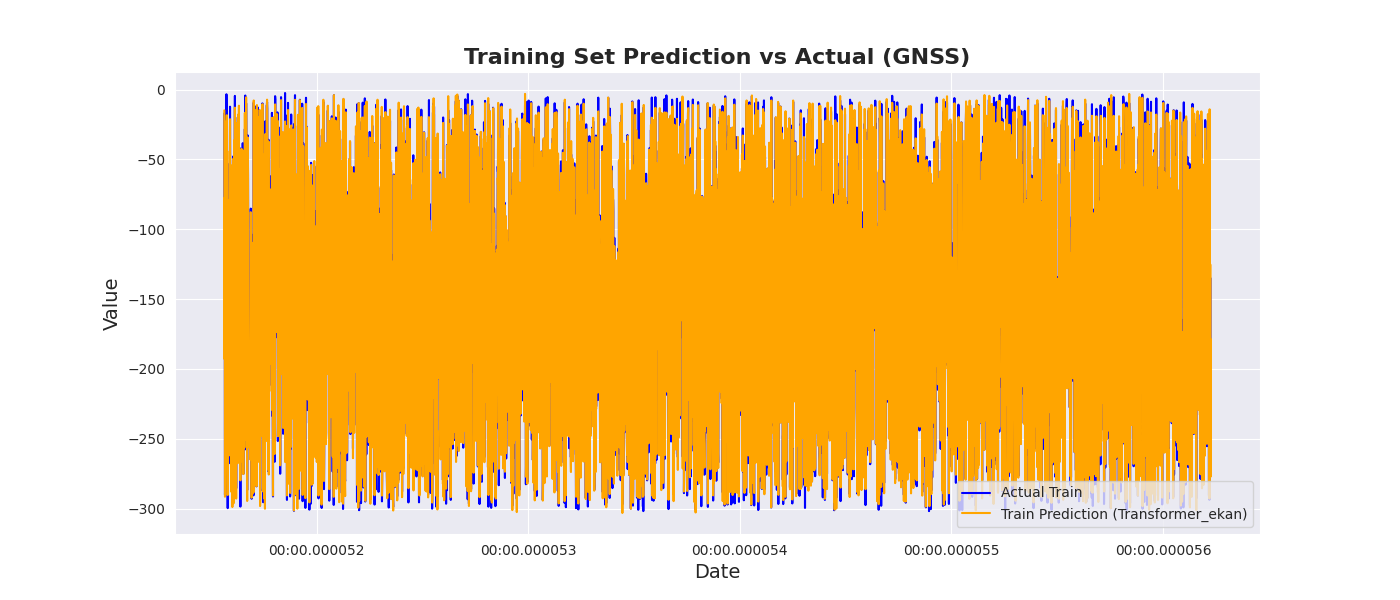 Training Set Prediction vs Actual (GNSS)
Value
0
−50
−100
−150
−200
−250
−300
Actual Train
Train Prediction (Transformer_ekan)
00:00.000052 00:00.000053 00:00.000054 00:00.000055 00:00.000056
Date